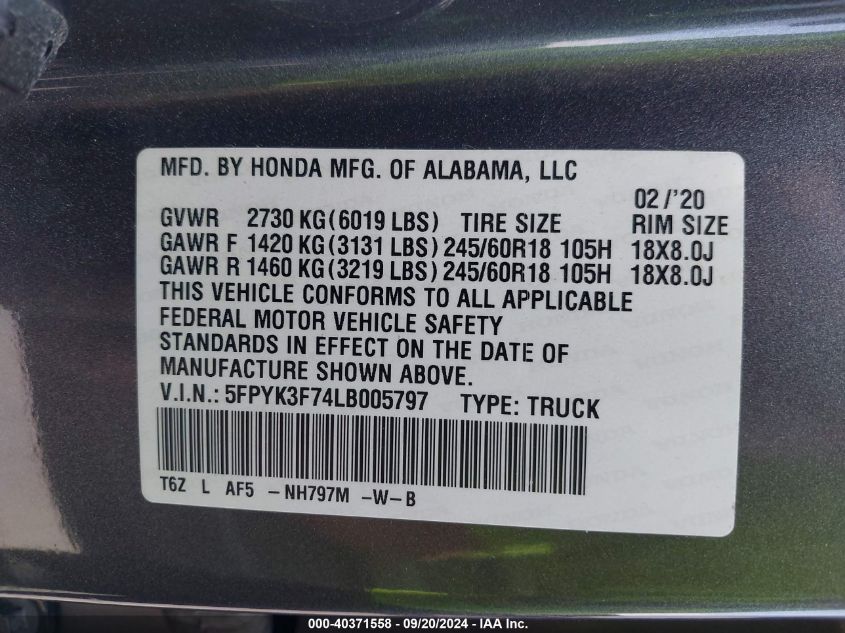 MFD. BY HONDA MFG. OF ALABAMA, LLC
02 /'20
GVWR 2730 KG (6019 LBS) TIRE SIZE RIM SIZE
GAWR F 1420 KG (3131 LBS) 245/60R18 105H 18X8.0J
GAWR R 1460 KG (3219 LBS) 245/60R18 105H 18X8.0J
THIS VEHICLE CONFORMS TO ALL APPLICABLE
FEDERAL MOTOR VEHICLE SAFETY
STANDARDS IN EFFECT ON THE DATE OF
MANUFACTURE SHOWN ABOVE.
V.I.N.: 5FPYK3F74LB005797 TYPE: TRUCK
T6Z L AF5 -NH797M -W-B
000-40371558 - 09/20/2024 - IAA Inc.